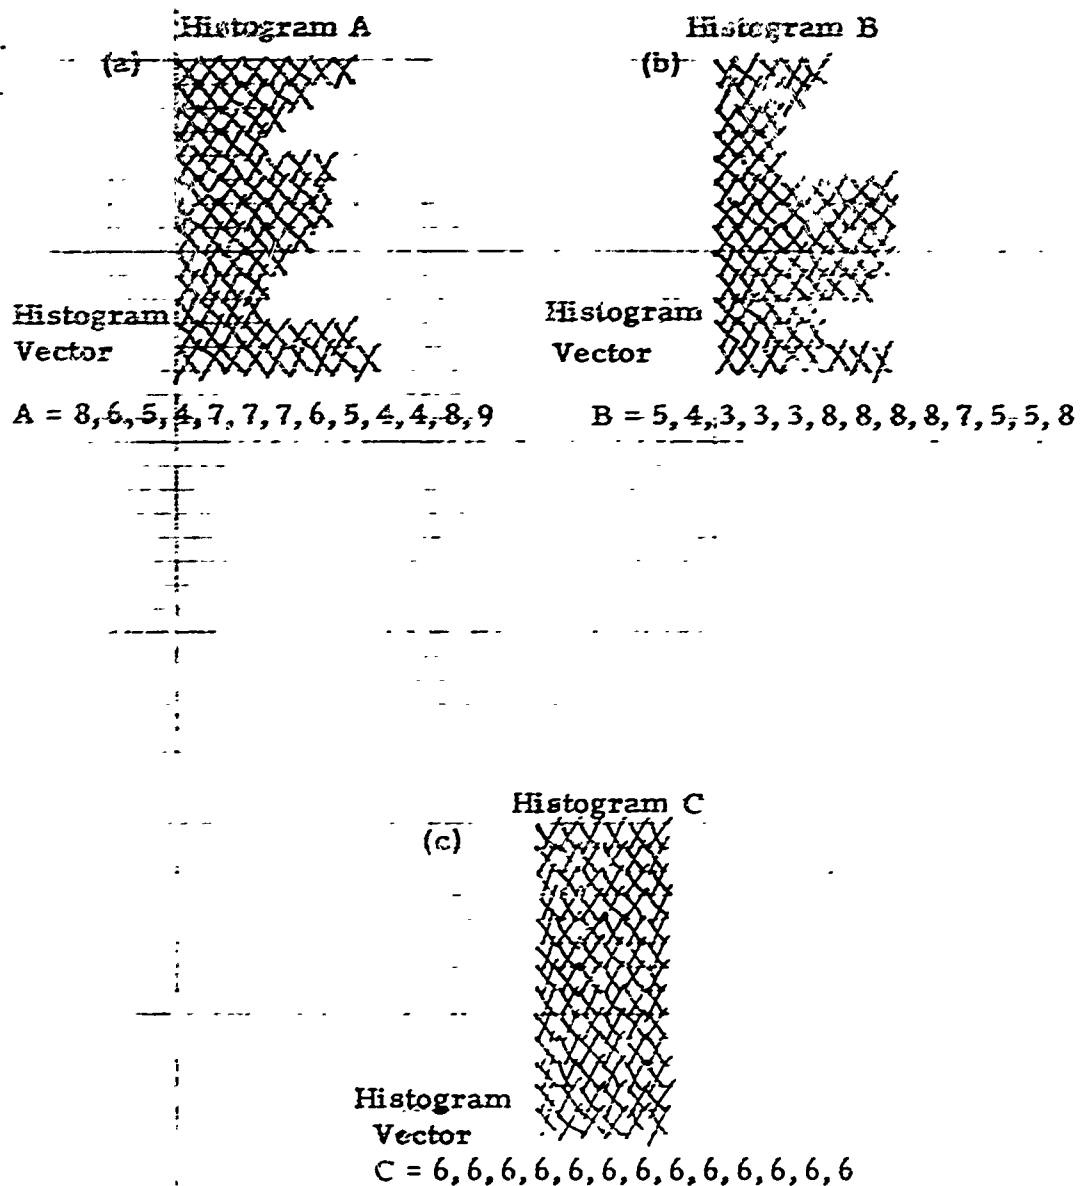 Histogram A
(a)
Histogram
Vector
A = 8,6,5,4,7,7,7,6,5,4,4,8,9
Histogram B
(b)
Histogram
Vector
B = 5,4,3,3,3,8,8,8,8,7,5,5,8
Histogram C
(c)
Histogram
Vector
C = 6,6,6,6,6,6,6,6,6,6,6,6,6